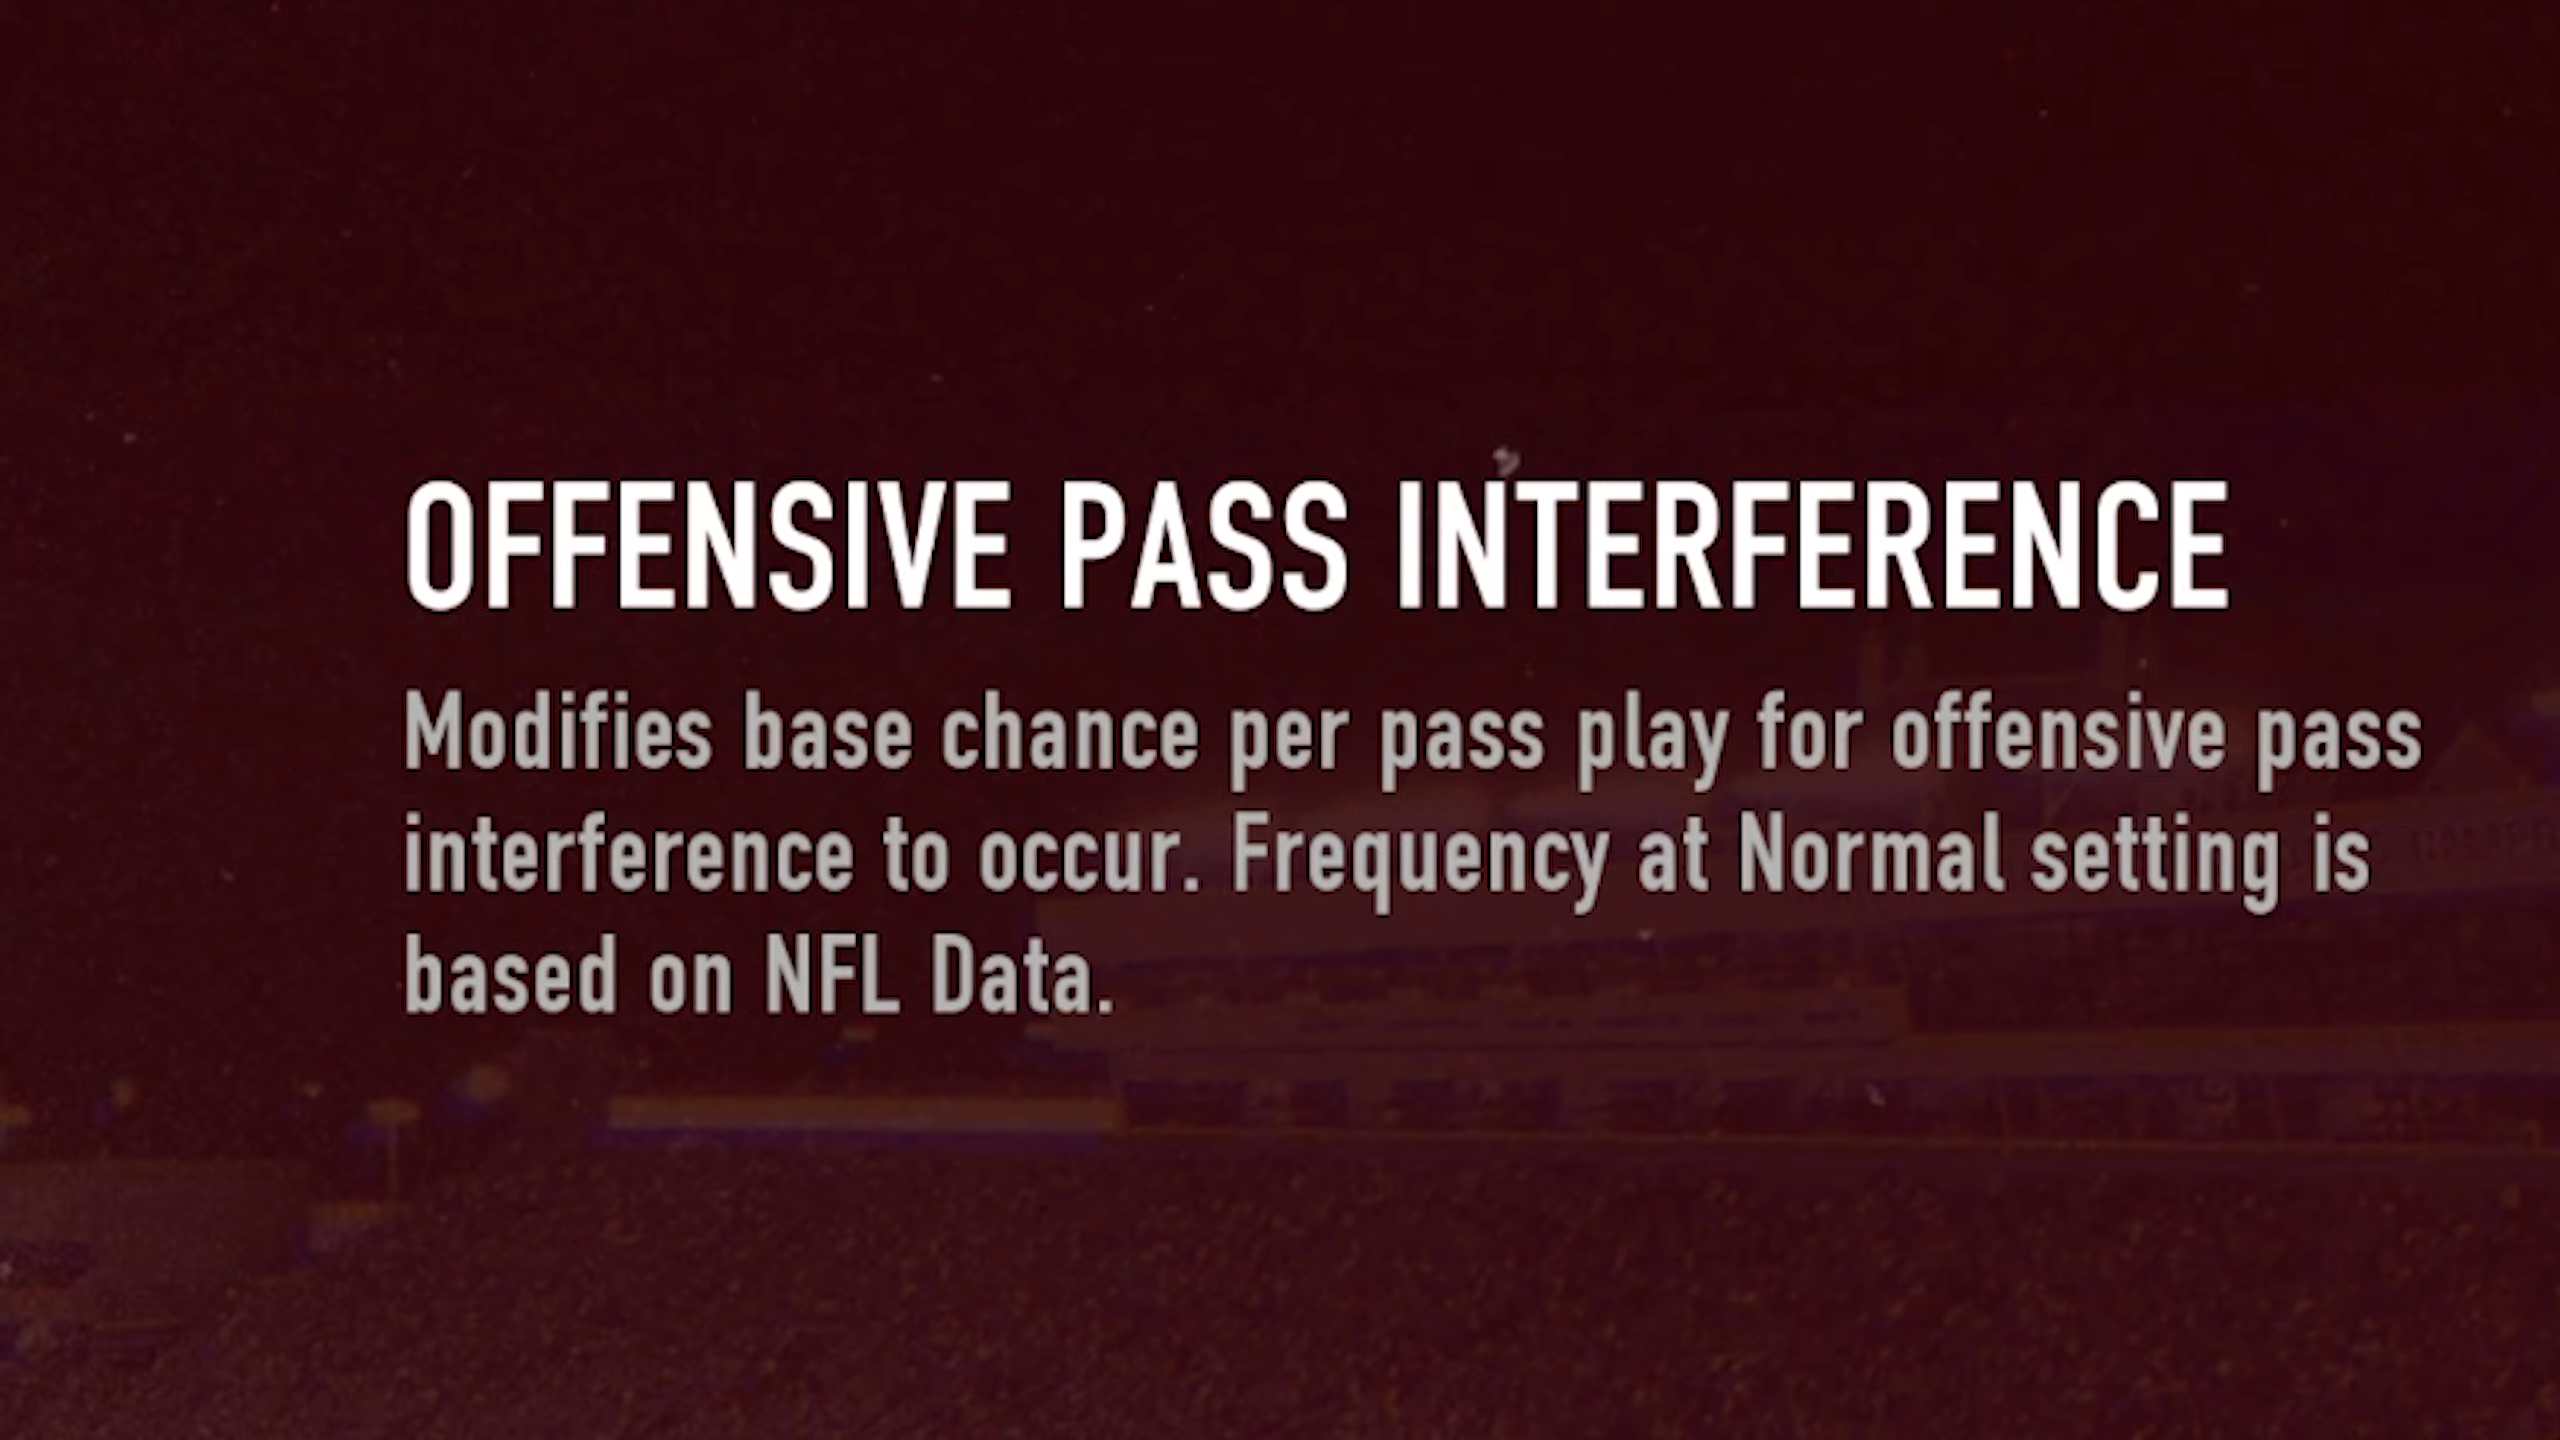 OFFENSIVE PASS INTERFERENCE
Modifies base chance per pass play for offensive pass
interference to occur. Frequency at Normal setting is
based on NFL Data.